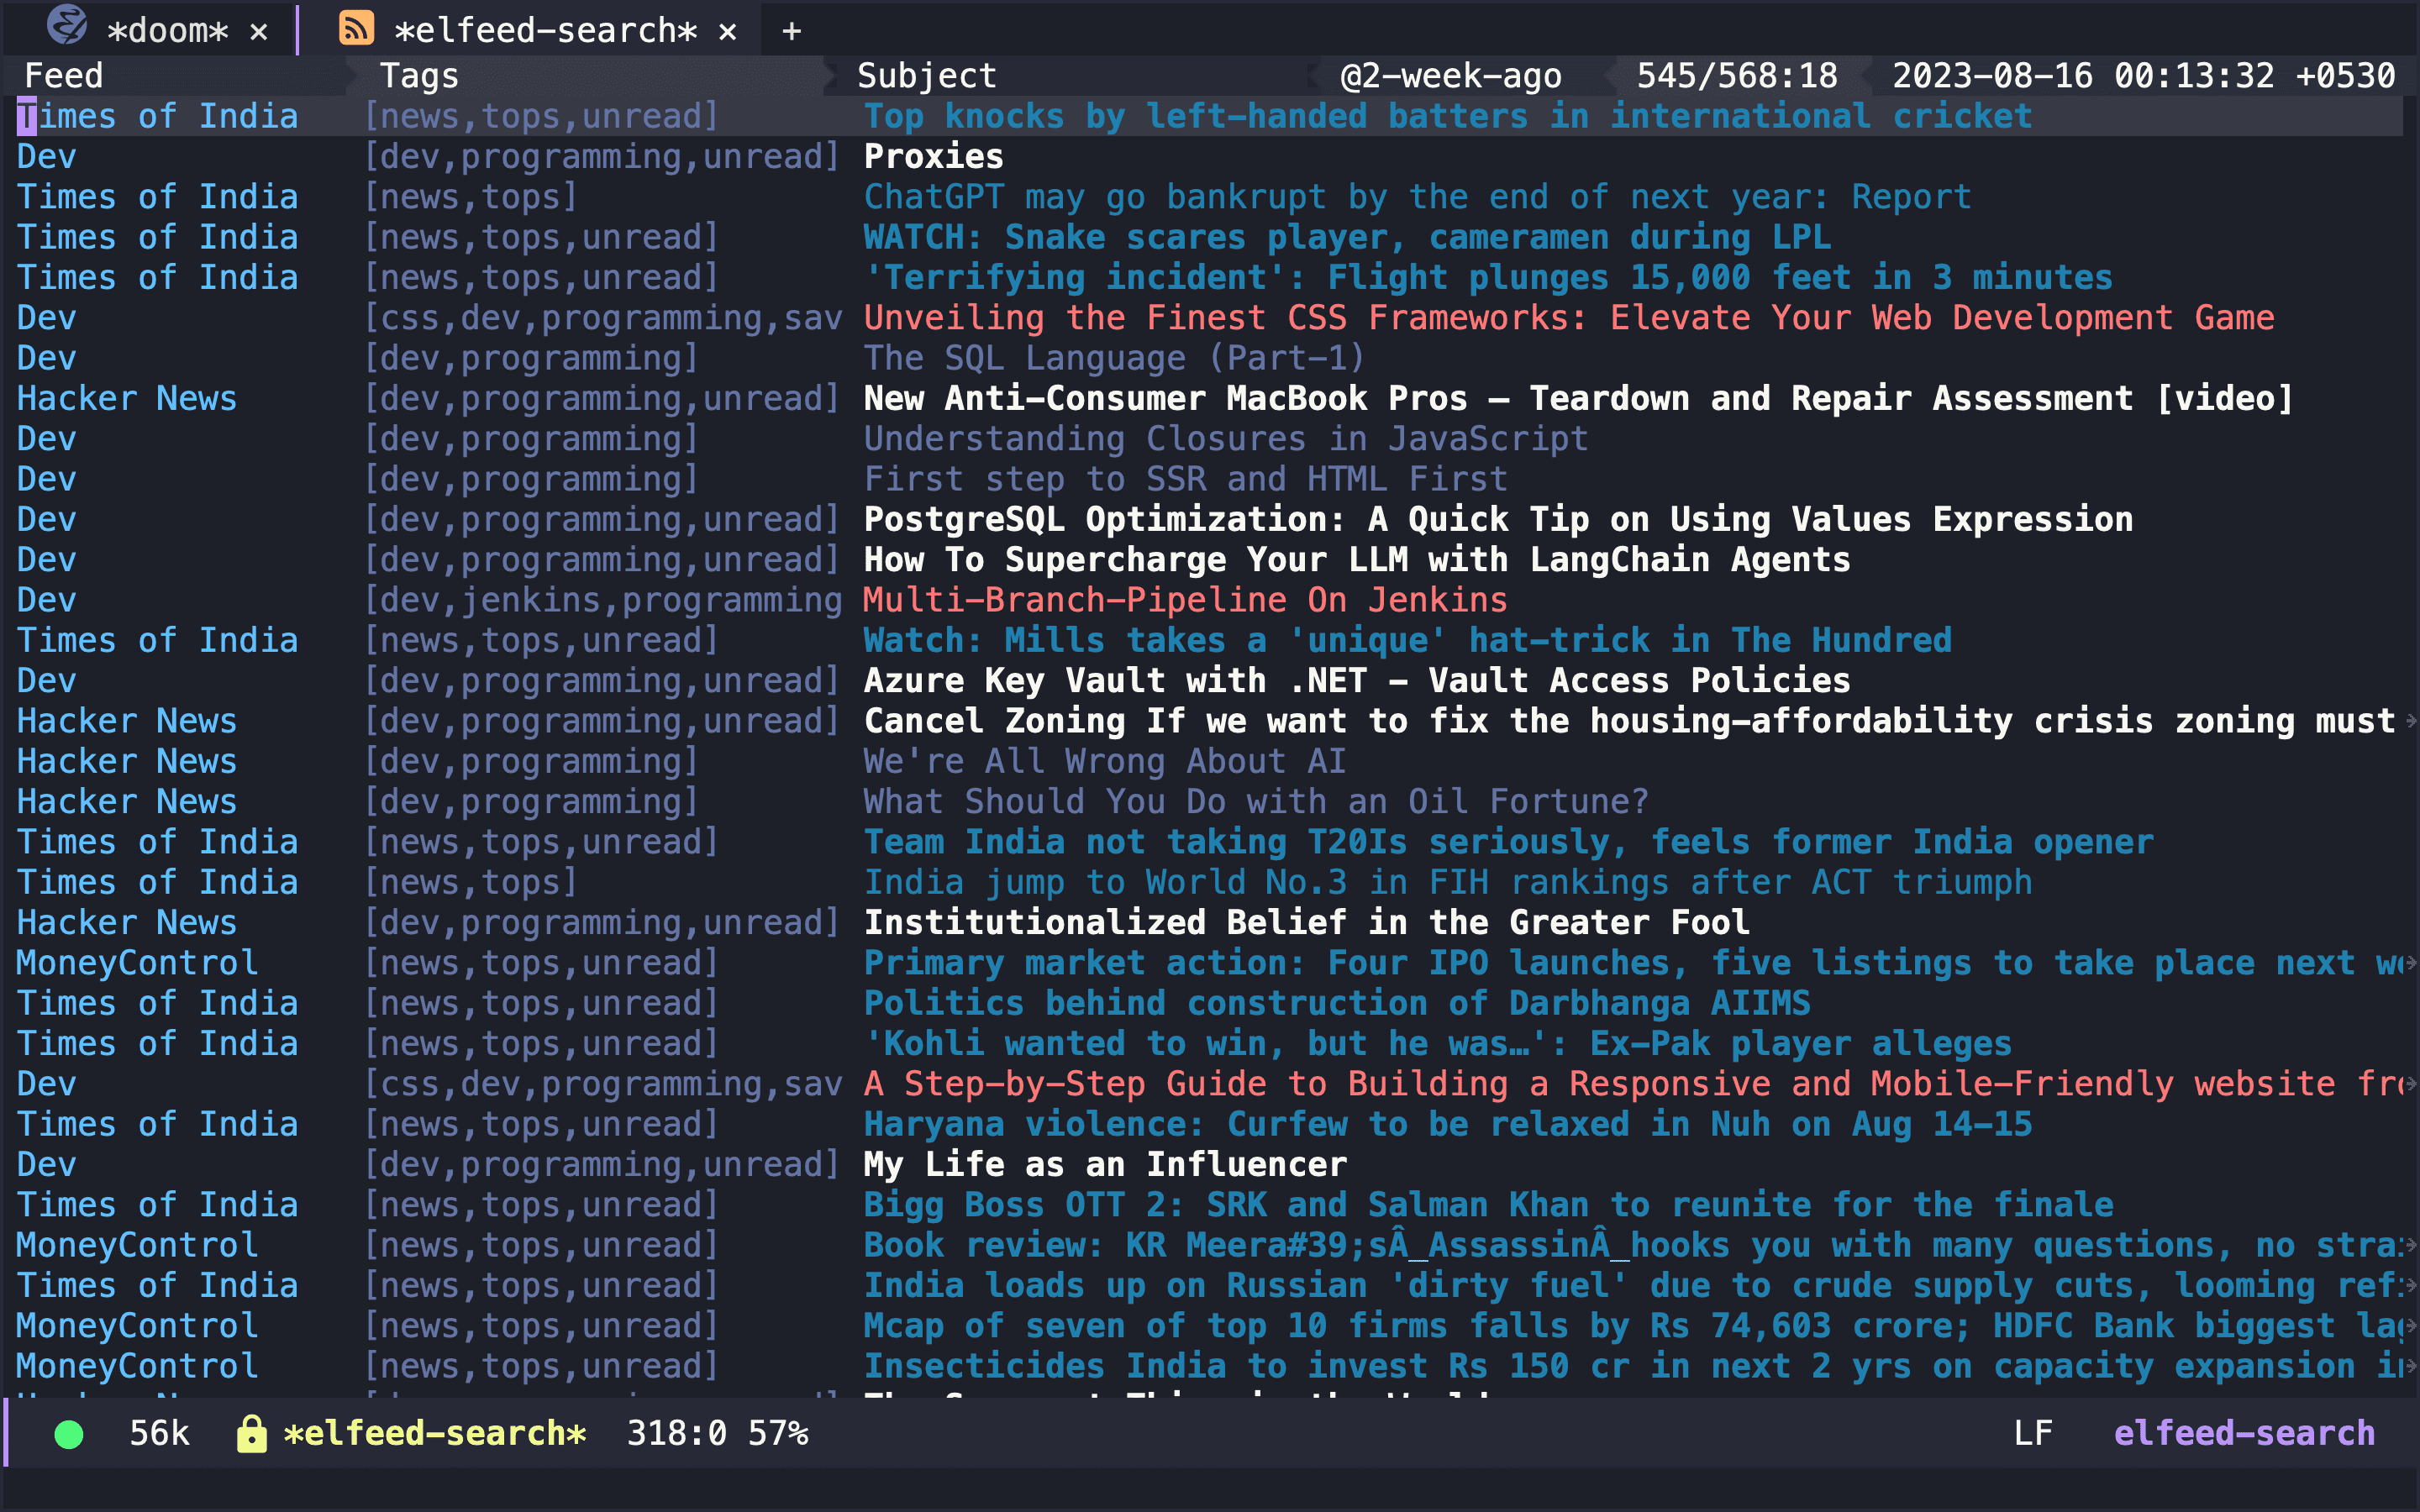 *doom* × *elfeed-search* × +
Feed Tags Subject @2-week-ago 545/568:18 2023-08-16 00:13:32 +0530
Times of India [news,tops,unread] Top knocks by left-handed batters in international cricket
Dev [dev,programming,unread] Proxies
Times of India [news,tops] ChatGPT may go bankrupt by the end of next year: Report
Times of India [news,tops,unread] WATCH: Snake scares player, cameramen during LPL
Times of India [news,tops,unread] 'Terrifying incident': Flight plunges 15,000 feet in 3 minutes
Dev [css,dev,programming,sav Unveiling the Finest CSS Frameworks: Elevate Your Web Development Game
Dev [dev,programming] The SQL Language (Part-1)
Hacker News [dev,programming,unread] New Anti-Consumer MacBook Pros – Teardown and Repair Assessment [video]
Dev [dev,programming] Understanding Closures in JavaScript
Dev [dev,programming] First step to SSR and HTML First
Dev [dev,programming,unread] PostgreSQL Optimization: A Quick Tip on Using Values Expression
Dev [dev,programming,unread] How To Supercharge Your LLM with LangChain Agents
Dev [dev,jenkins,programming Multi-Branch-Pipeline On Jenkins
Times of India [news,tops,unread] Watch: Mills takes a 'unique' hat-trick in The Hundred
Dev [dev,programming,unread] Azure Key Vault with .NET - Vault Access Policies
Hacker News [dev,programming,unread] Cancel Zoning If we want to fix the housing-affordability crisis zoning must
Hacker News [dev,programming] We're All Wrong About AI
Hacker News [dev,programming] What Should You Do with an Oil Fortune?
Times of India [news,tops,unread] Team India not taking T20Is seriously, feels former India opener
Times of India [news,tops] India jump to World No.3 in FIH rankings after ACT triumph
Hacker News [dev,programming,unread] Institutionalized Belief in the Greater Fool
MoneyControl [news,tops,unread] Primary market action: Four IPO launches, five listings to take place next w
Times of India [news,tops,unread] Politics behind construction of Darbhanga AIIMS
Times of India [news,tops,unread] 'Kohli wanted to win, but he was…': Ex-Pak player alleges
Dev [css,dev,programming,sav A Step-by-Step Guide to Building a Responsive and Mobile-Friendly website fr
Times of India [news,tops,unread] Haryana violence: Curfew to be relaxed in Nuh on Aug 14-15
Dev [dev,programming,unread] My Life as an Influencer
Times of India [news,tops,unread] Bigg Boss OTT 2: SRK and Salman Khan to reunite for the finale
MoneyControl [news,tops,unread] Book review: KR Meera#39;sÂ_AssassinÂ_hooks you with many questions, no stra
Times of India [news,tops,unread] India loads up on Russian 'dirty fuel' due to crude supply cuts, looming ref
MoneyControl [news,tops,unread] Mcap of seven of top 10 firms falls by Rs 74,603 crore; HDFC Bank biggest la
MoneyControl [news,tops,unread] Insecticides India to invest Rs 150 cr in next 2 yrs on capacity expansion i
56k *elfeed-search* 318:0 57% LF elfeed-search